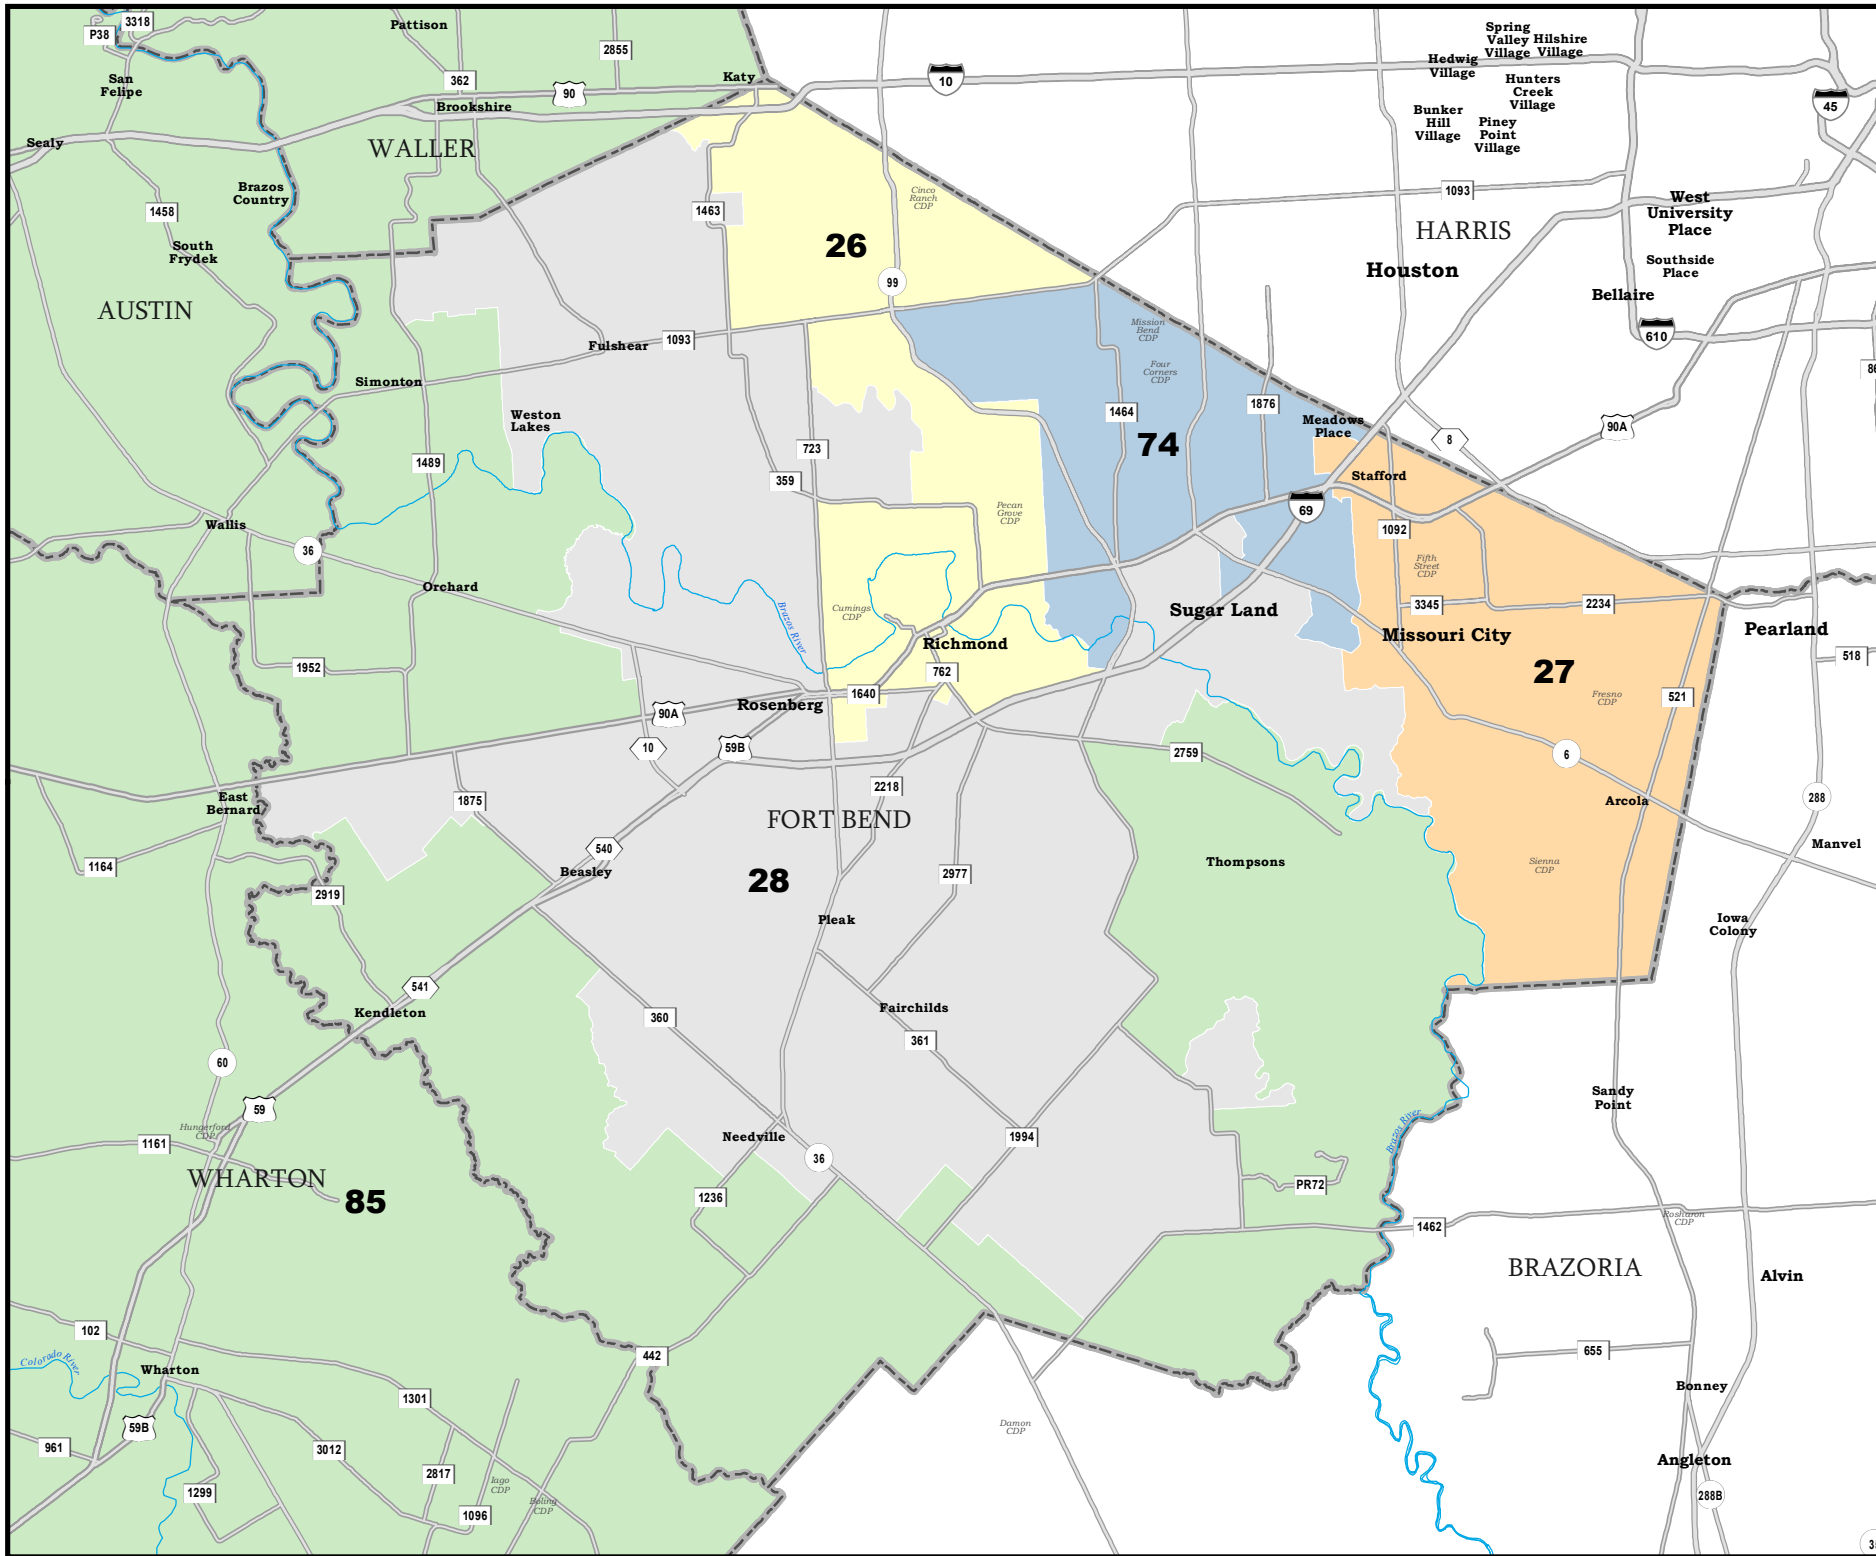 3318
P38
Pattison
2855
San
Felipe
362
90
Katy
Brookshire
10
Spring
Valley
Village
Hilshire
Village
Hedwig
Village
Hunters
Creek
Village
Bunker
Hill
Village
Piney
Point
Village
45
Sealy
WALLER
Brazos
Country
1458
South
Frydek
1463
Cinco
Ranch
CDP
26
99
1093
HARRIS
Houston
West
University
Place
Southside
Place
Bellaire
610
AUSTIN
Fulshear
1093
Simonton
Mission
Bend
CDP
Four
Corners
CDP
86
Weston
Lakes
1464
1876
Meadows
Place
74
8
90A
723
1489
359
Stafford
Pecan
Grove
CDP
69
Wallis
36
1092
Fifth
Street
CDP
Orchard
Brazos River
Cumings
CDP
Sugar Land
3345
2234
Richmond
Missouri City
Pearland
518
1952
762
27
1640
Fresno
CDP
521
Rosenberg
90A
10
59B
2759
6
East
Bernard
1875
2218
FORT BEND
Arcola
288
540
1164
Beasley
28
2977
Thompsons
Sienna
CDP
Manvel
2919
Pleak
Iowa
Colony
541
Kendleton
360
Fairchilds
361
60
59
Hungerford
CDP
1161
Needville
36
1994
Sandy
Point
Brazos River
WHARTON
85
1236
PR72
1462
Rosharon
CDP
BRAZORIA
Alvin
102
Colorado River
Wharton
442
655
1301
Bonney
59B
961
3012
Damon
CDP
2817
Iago
CDP
Boling
CDP
1299
1096
Angleton
288B
3